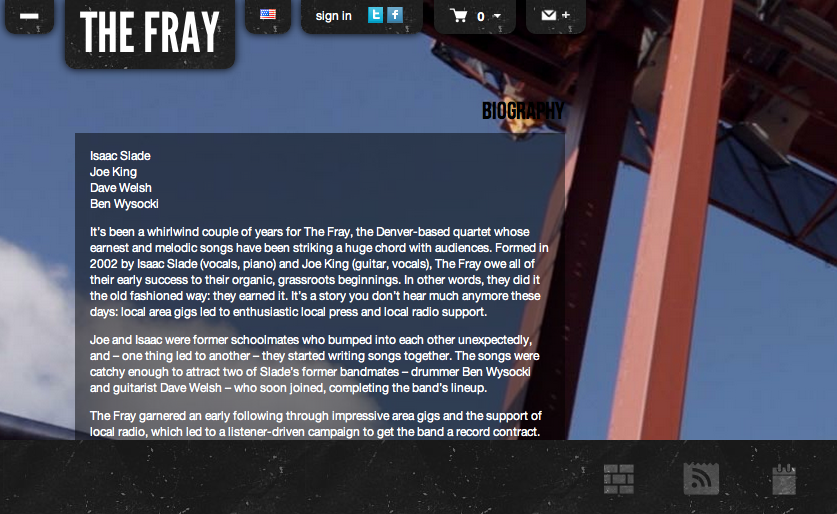 THE FRAY
sign in
0
+
BIOGRAPHY
Isaac Slade
Joe King
Dave Welsh
Ben Wysocki
It's been a whirlwind couple of years for The Fray, the Denver-based quartet whose
earnest and melodic songs have been striking a huge chord with audiences. Formed in
2002 by Isaac Slade (vocals, piano) and Joe King (guitar, vocals), The Fray owe all of
their early success to their organic, grassroots beginnings. In other words, they did it
the old fashioned way: they earned it. It's a story you don't hear much anymore these
days: local area gigs led to enthusiastic local press and local radio support.
Joe and Isaac were former schoolmates who bumped into each other unexpectedly,
and – one thing led to another – they started writing songs together. The songs were
catchy enough to attract two of Slade's former bandmates – drummer Ben Wysocki
and guitarist Dave Welsh – who soon joined, completing the band's lineup.
The Fray garnered an early following through impressive area gigs and the support of
local radio, which led to a listener-driven campaign to get the band a record contract.